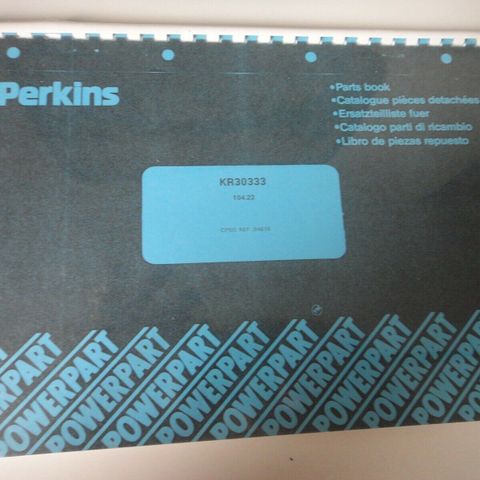 Perkins
•Parts book
•Catalogue pièces detachées
•Ersatzteilliste fuer
•Catalogo parti di ricambio
•Libro de piezas repuesto
KR30333
104.22
POWERPART POWERPART POWERPART POWERPART POWERPART POWERPART POWERPART